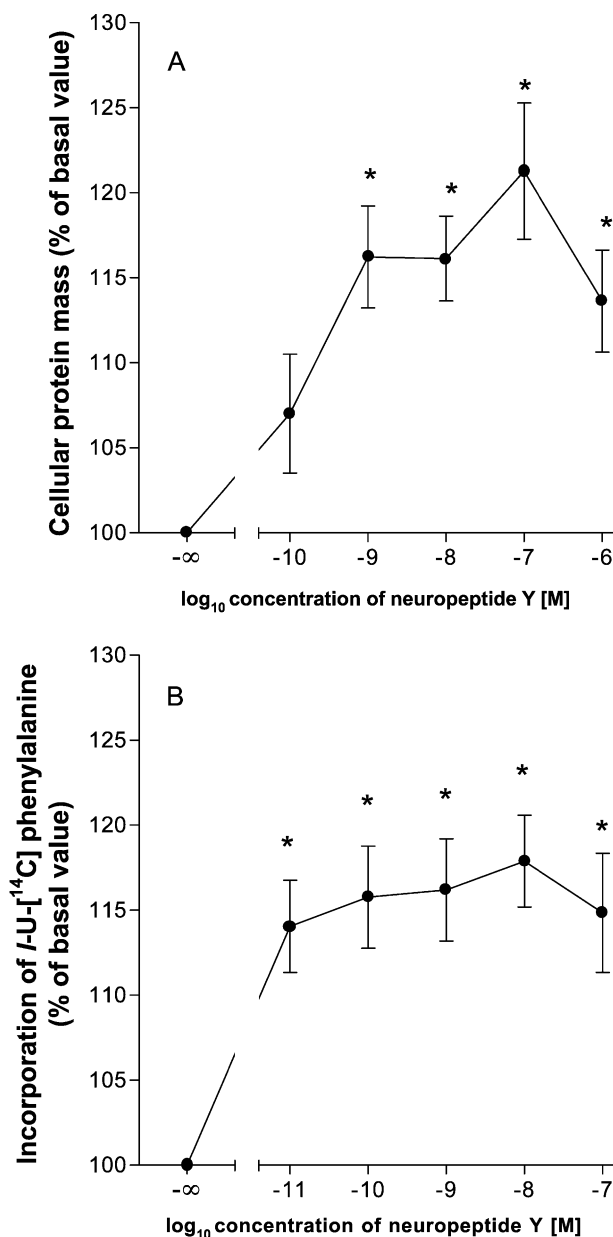 A
Cellular protein mass (% of basal value)
130
125
120
115
110
105
100
* * * *
-∞ -10 -9 -8 -7 -6
log₁₀ concentration of neuropeptide Y [M]
B
Incorporation of l-U-[¹⁴C] phenylalanine
(% of basal value)
130
125
120
115
110
105
100
* * * * *
-∞ -11 -10 -9 -8 -7
log₁₀ concentration of neuropeptide Y [M]